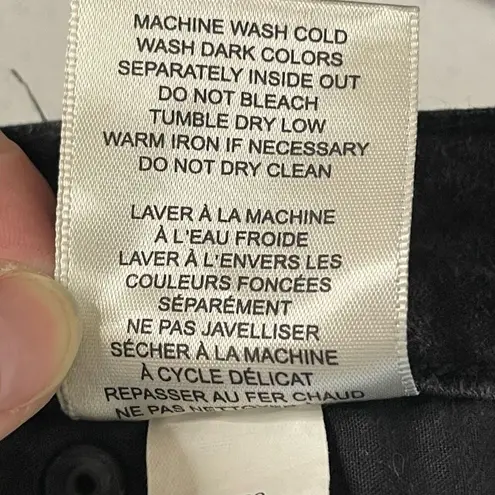 MACHINE WASH COLD
WASH DARK COLORS
SEPARATELY INSIDE OUT
DO NOT BLEACH
TUMBLE DRY LOW
WARM IRON IF NECESSARY
DO NOT DRY CLEAN
LAVER À LA MACHINE
À L'EAU FROIDE
LAVER À L'ENVERS LES
COULEURS FONCÉES
SÉPARÉMENT
NE PAS JAVELLISER
SÉCHER À LA MACHINE
À CYCLE DÉLICAT
REPASSER AU FER CHAUD
NE PAS